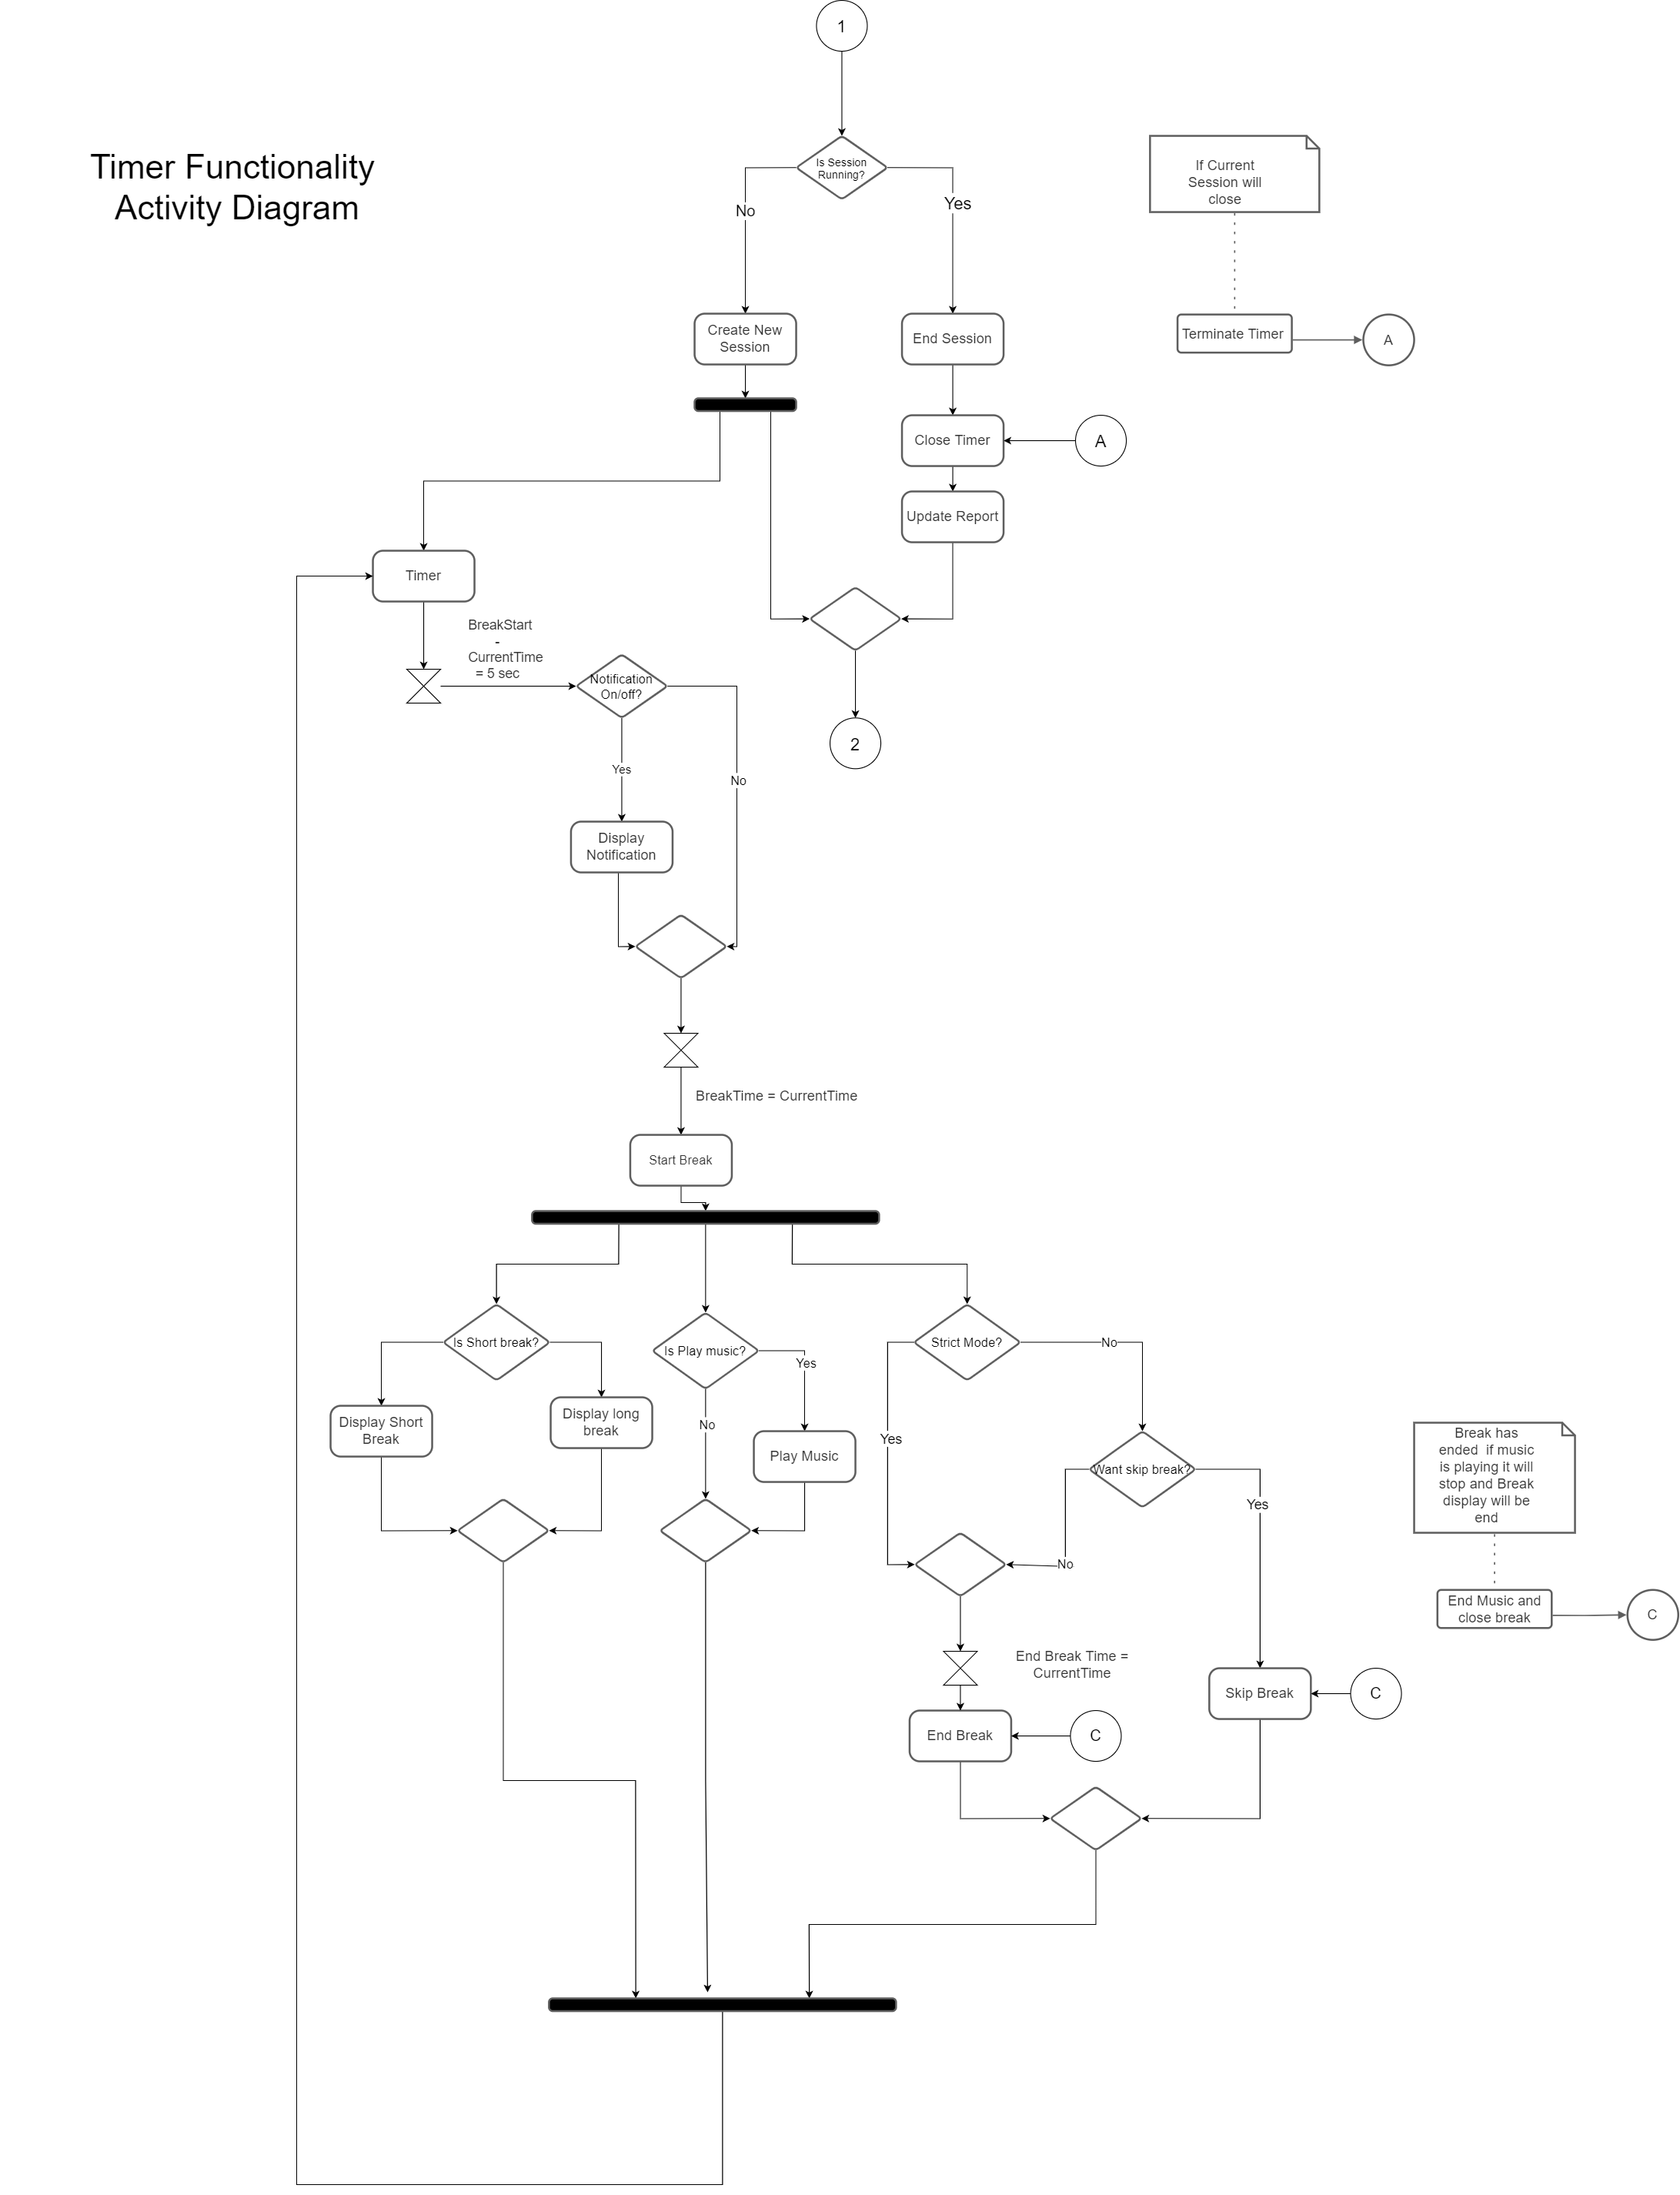 1
Timer Functionality
Activity Diagram
Is Session
Running?
No
Yes
If Current
Session will
close
Create New
Session
End Session
Terminate Timer
A
Close Timer
A
Update Report
Timer
BreakStart
-
CurrentTime
= 5 sec
Notification
On/off?
2
Yes
No
Display
Notification
BreakTime = CurrentTime
Start Break
Is Short break?
Is Play music?
Strict Mode?
No
Yes
Display Short
Break
Display long
break
No
Play Music
Yes
Want skip break?
Yes
No
Break has
ended  if music
is playing it will
stop and Break
display will be
end
End Music and
close break
C
End Break Time =
CurrentTime
Skip Break
C
End Break
C